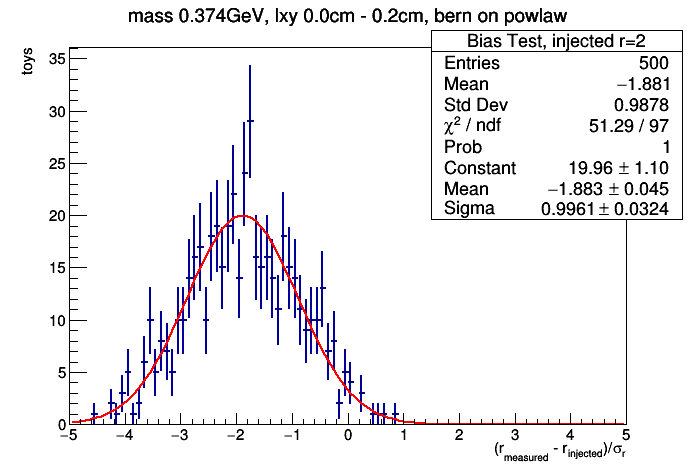 mass 0.374GeV, lxy 0.0cm - 0.2cm, bern on powlaw
toys
Bias Test, injected r=2
Entries 500
Mean −1.881
Std Dev 0.9878
χ² / ndf 51.29 / 97
Prob 1
Constant 19.96 ± 1.10
Mean −1.883 ± 0.045
Sigma 0.9961 ± 0.0324
35
30
25
20
15
10
5
0
−5 −4 −3 −2 −1 0 1 2 3 4 5
(r_measured - r_injected)/σ_r